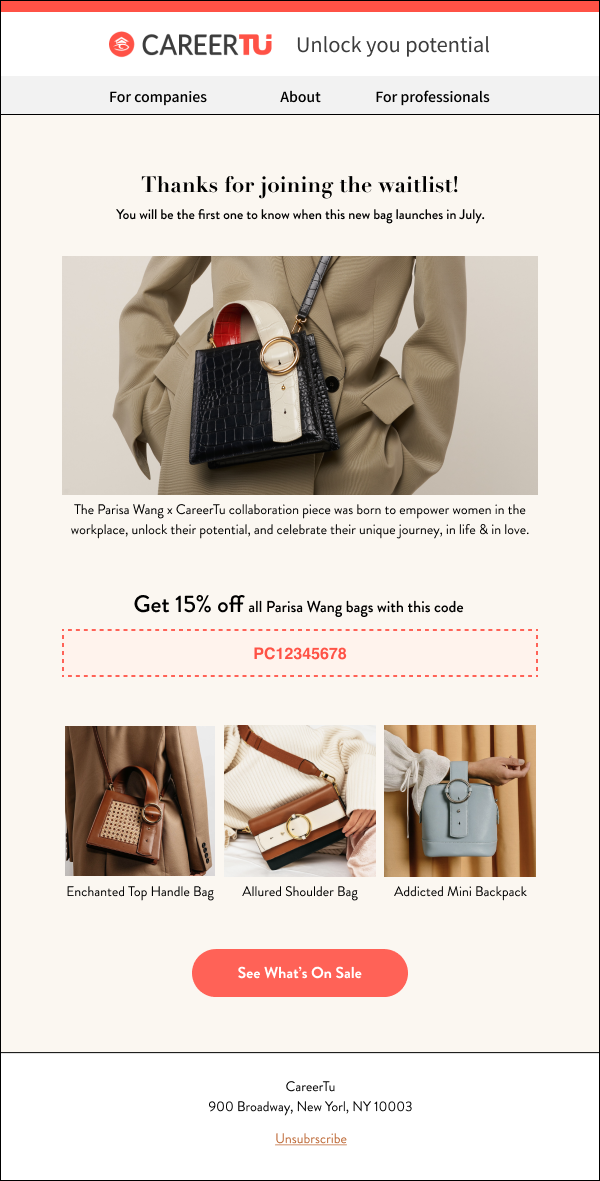 CAREERTU Unlock you potential
For companies About For professionals
Thanks for joining the waitlist!
You will be the first one to know when this new bag launches in July.
The Parisa Wang x CareerTu collaboration piece was born to empower women in the
workplace, unlock their potential, and celebrate their unique journey, in life & in love.
Get 15% off all Parisa Wang bags with this code
PC12345678
Enchanted Top Handle Bag Allured Shoulder Bag Addicted Mini Backpack
See What's On Sale
CareerTu
900 Broadway, New Yorl, NY 10003
Unsubrscribe